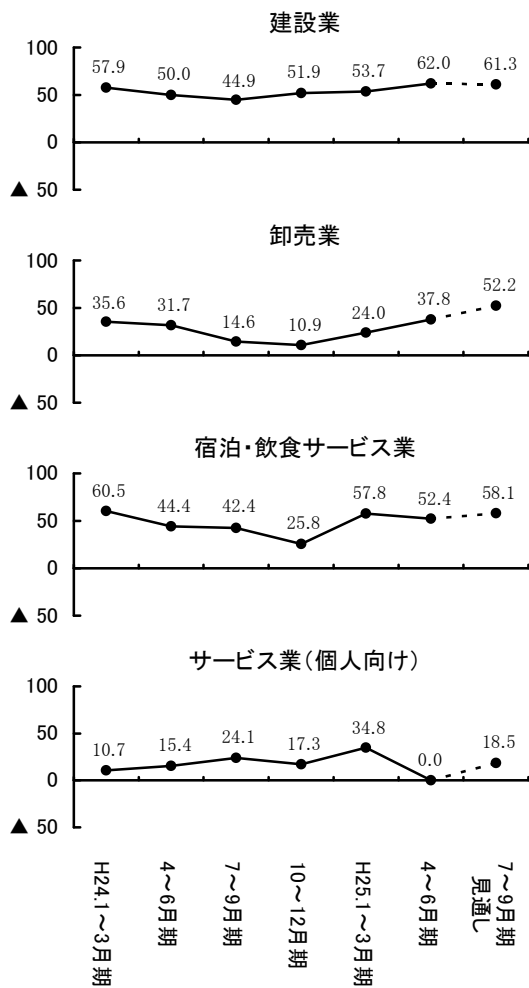 建設業
100
50
0
▲ 50
57.9 50.0 44.9 51.9 53.7 62.0 61.3
卸売業
100
50
0
▲ 50
35.6 31.7 14.6 10.9 24.0 37.8 52.2
宿泊・飲食サービス業
100
50
0
▲ 50
60.5 44.4 42.4 25.8 57.8 52.4 58.1
サービス業(個人向け)
100
50
0
▲ 50
10.7 15.4 24.1 17.3 34.8 0.0 18.5
H24.1～3月期
4～6月期
7～9月期
10～12月期
H25.1～3月期
4～6月期
7～9月期
見通し